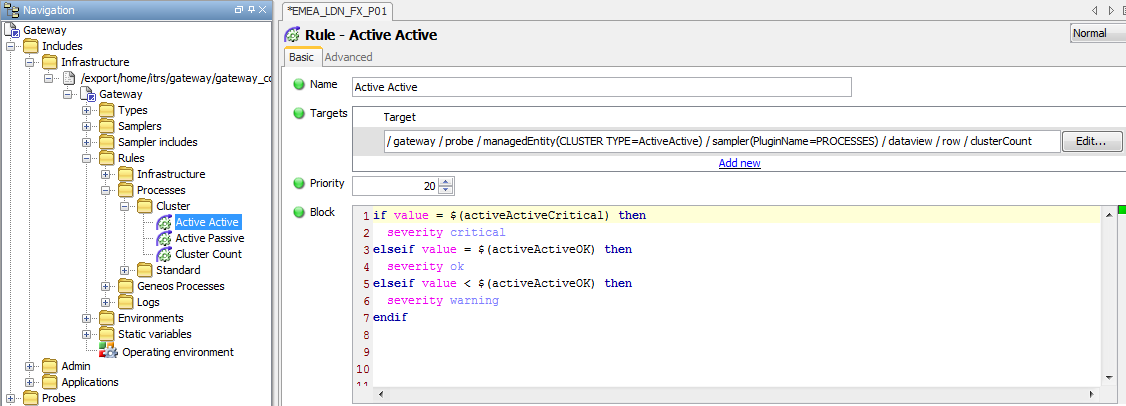 Navigation
Gateway
Includes
Infrastructure
/export/home/itrs/gateway/gateway_co
Gateway
Types
Samplers
Sampler includes
Rules
Infrastructure
Processes
Cluster
Active Active
Active Passive
Cluster Count
Standard
Geneos Processes
Logs
Environments
Static variables
Operating environment
Admin
Applications
Probes
*EMEA_LDN_FX_P01
Rule - Active Active
Normal
Basic Advanced
Name Active Active
Targets Target
/ gateway / probe / managedEntity(CLUSTER TYPE=ActiveActive) / sampler(PluginName=PROCESSES) / dataview / row / clusterCount Edit...
Add new
Priority 20
Block
1 if value = $(activeActiveCritical) then
2 severity critical
3 elseif value = $(activeActiveOK) then
4 severity ok
5 elseif value < $(activeActiveOK) then
6 severity warning
7 endif
8
9
10
11